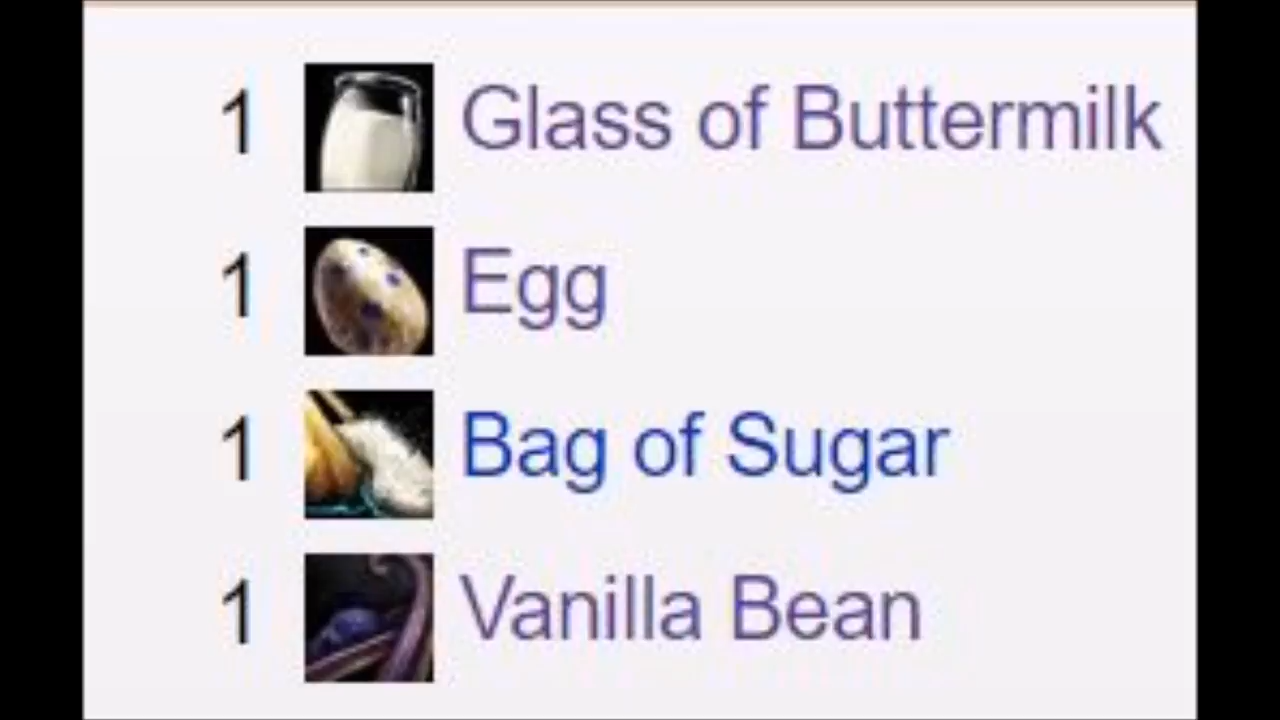 1 Glass of Buttermilk
1 Egg
1 Bag of Sugar
1 Vanilla Bean